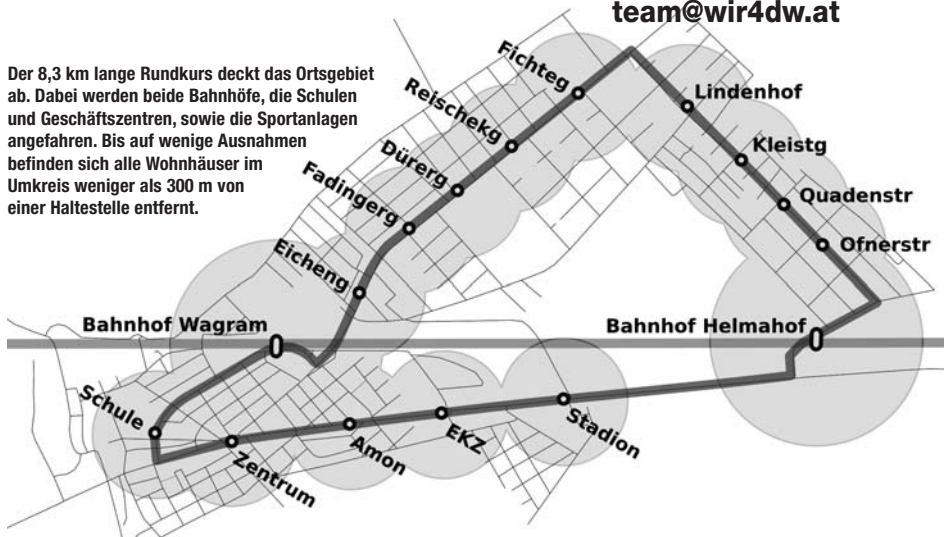 team@wir4dw.at
Der 8,3 km lange Rundkurs deckt das Ortsgebiet
ab. Dabei werden beide Bahnhöfe, die Schulen
und Geschäftszentren, sowie die Sportanlagen
angefahren. Bis auf wenige Ausnahmen
befinden sich alle Wohnhäuser im
Umkreis weniger als 300 m von
einer Haltestelle entfernt.
Fichteg
Reischekg
Dürerg
Fadingerg
Eicheng
Lindenhof
Kleistg
Quadenstr
Ofnerstr
Bahnhof Wagram
Bahnhof Helmahof
Schule
Zentrum
Amon
EKZ
Stadion